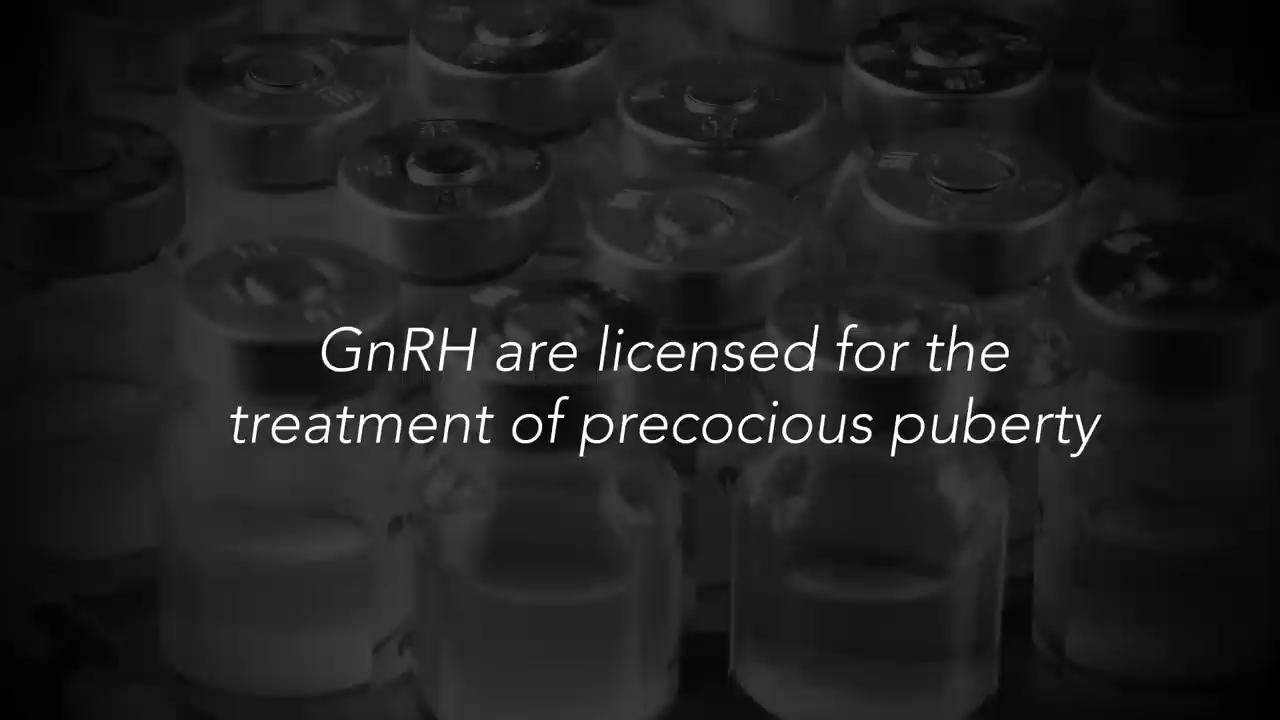 GnRH are licensed for the
treatment of precocious puberty